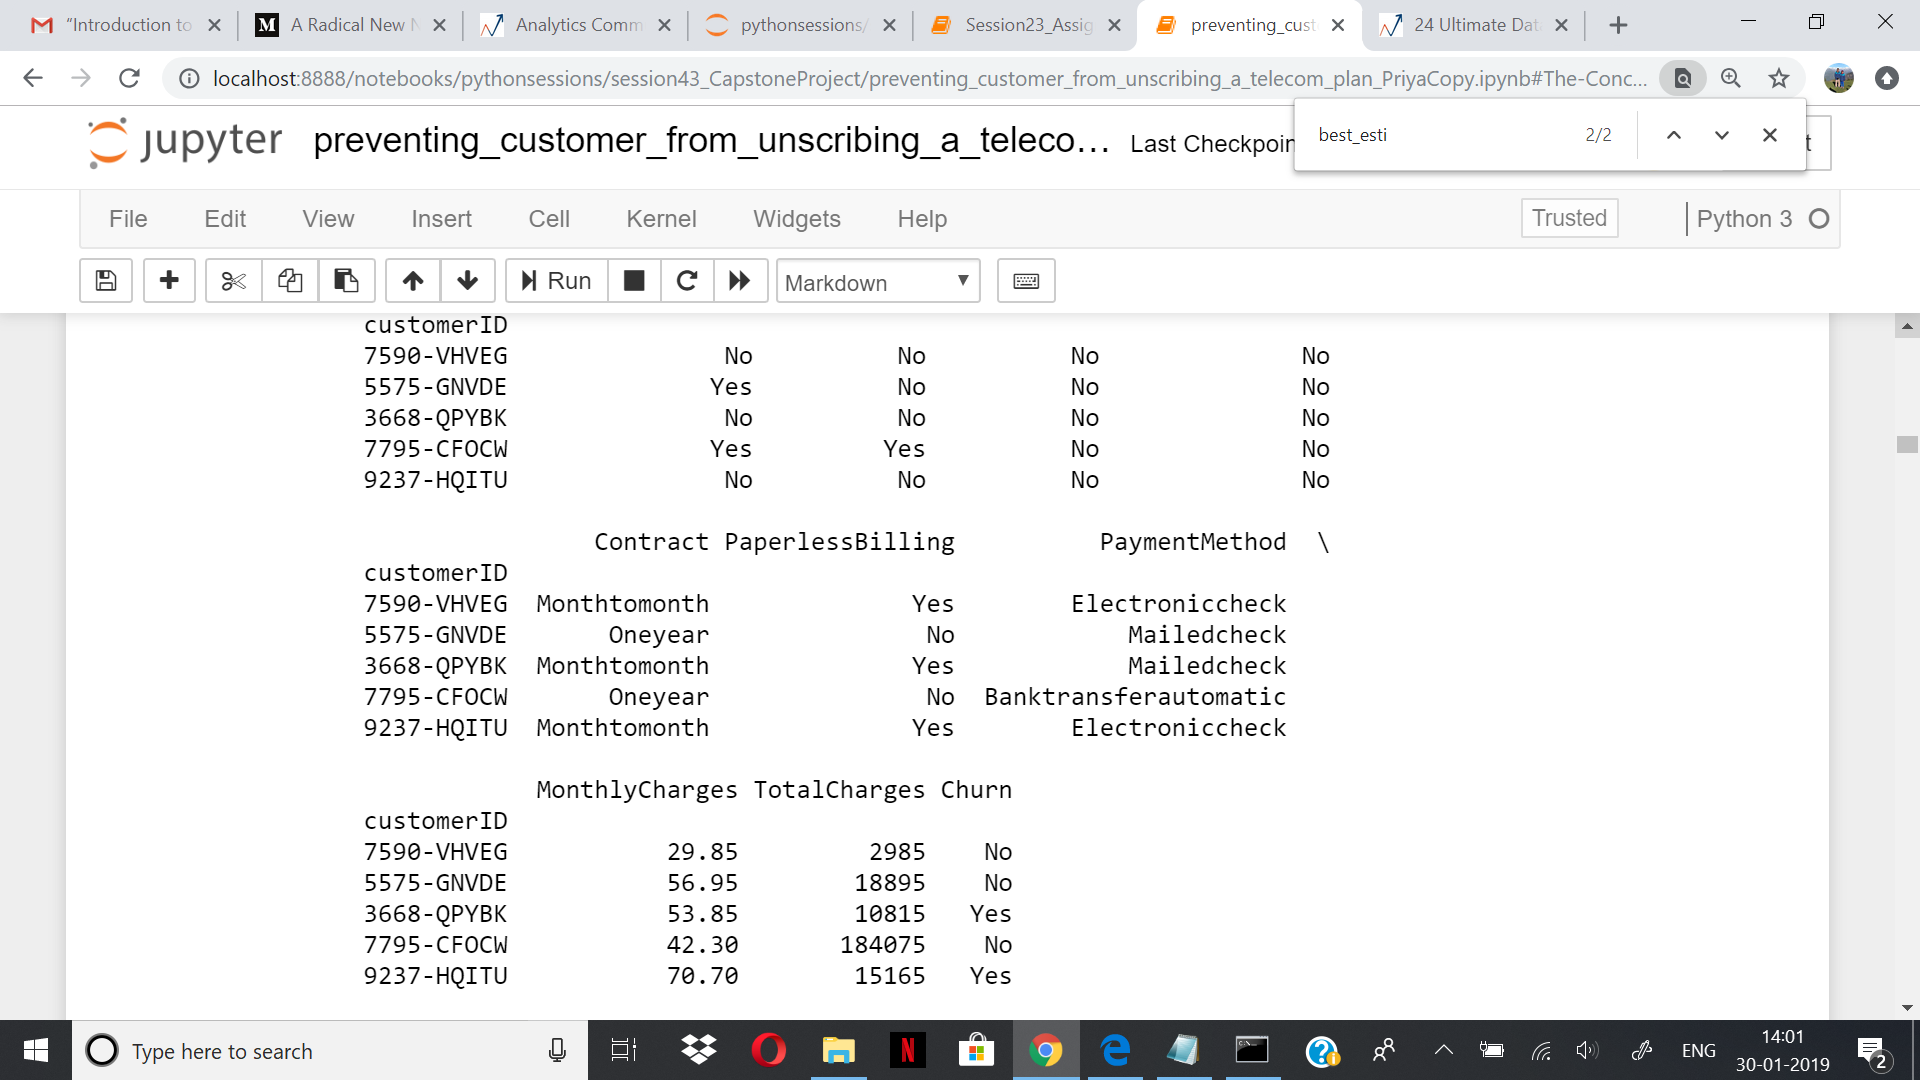 "Introduction to
A Radical New N
Analytics Comm
pythonsessions/
Session23_Assig
preventing_cust
24 Ultimate Dat
localhost:8888/notebooks/pythonsessions/session43_CapstoneProject/preventing_customer_from_unscribing_a_telecom_plan_PriyaCopy.ipynb#The-Conc...
best_esti 2/2
jupyter preventing_customer_from_unscribing_a_teleco... Last Checkpoin t
File Edit View Insert Cell Kernel Widgets Help Trusted Python 3
Run Markdown
customerID
7590-VHVEG No No No No
5575-GNVDE Yes No No No
3668-QPYBK No No No No
7795-CFOCW Yes Yes No No
9237-HQITU No No No No
Contract PaperlessBilling PaymentMethod \
customerID
7590-VHVEG Monthtomonth Yes Electroniccheck
5575-GNVDE Oneyear No Mailedcheck
3668-QPYBK Monthtomonth Yes Mailedcheck
7795-CFOCW Oneyear No Banktransferautomatic
9237-HQITU Monthtomonth Yes Electroniccheck
MonthlyCharges TotalCharges Churn
customerID
7590-VHVEG 29.85 2985 No
5575-GNVDE 56.95 18895 No
3668-QPYBK 53.85 10815 Yes
7795-CFOCW 42.30 184075 No
9237-HQITU 70.70 15165 Yes
Type here to search
ENG
14:01
30-01-2019
2